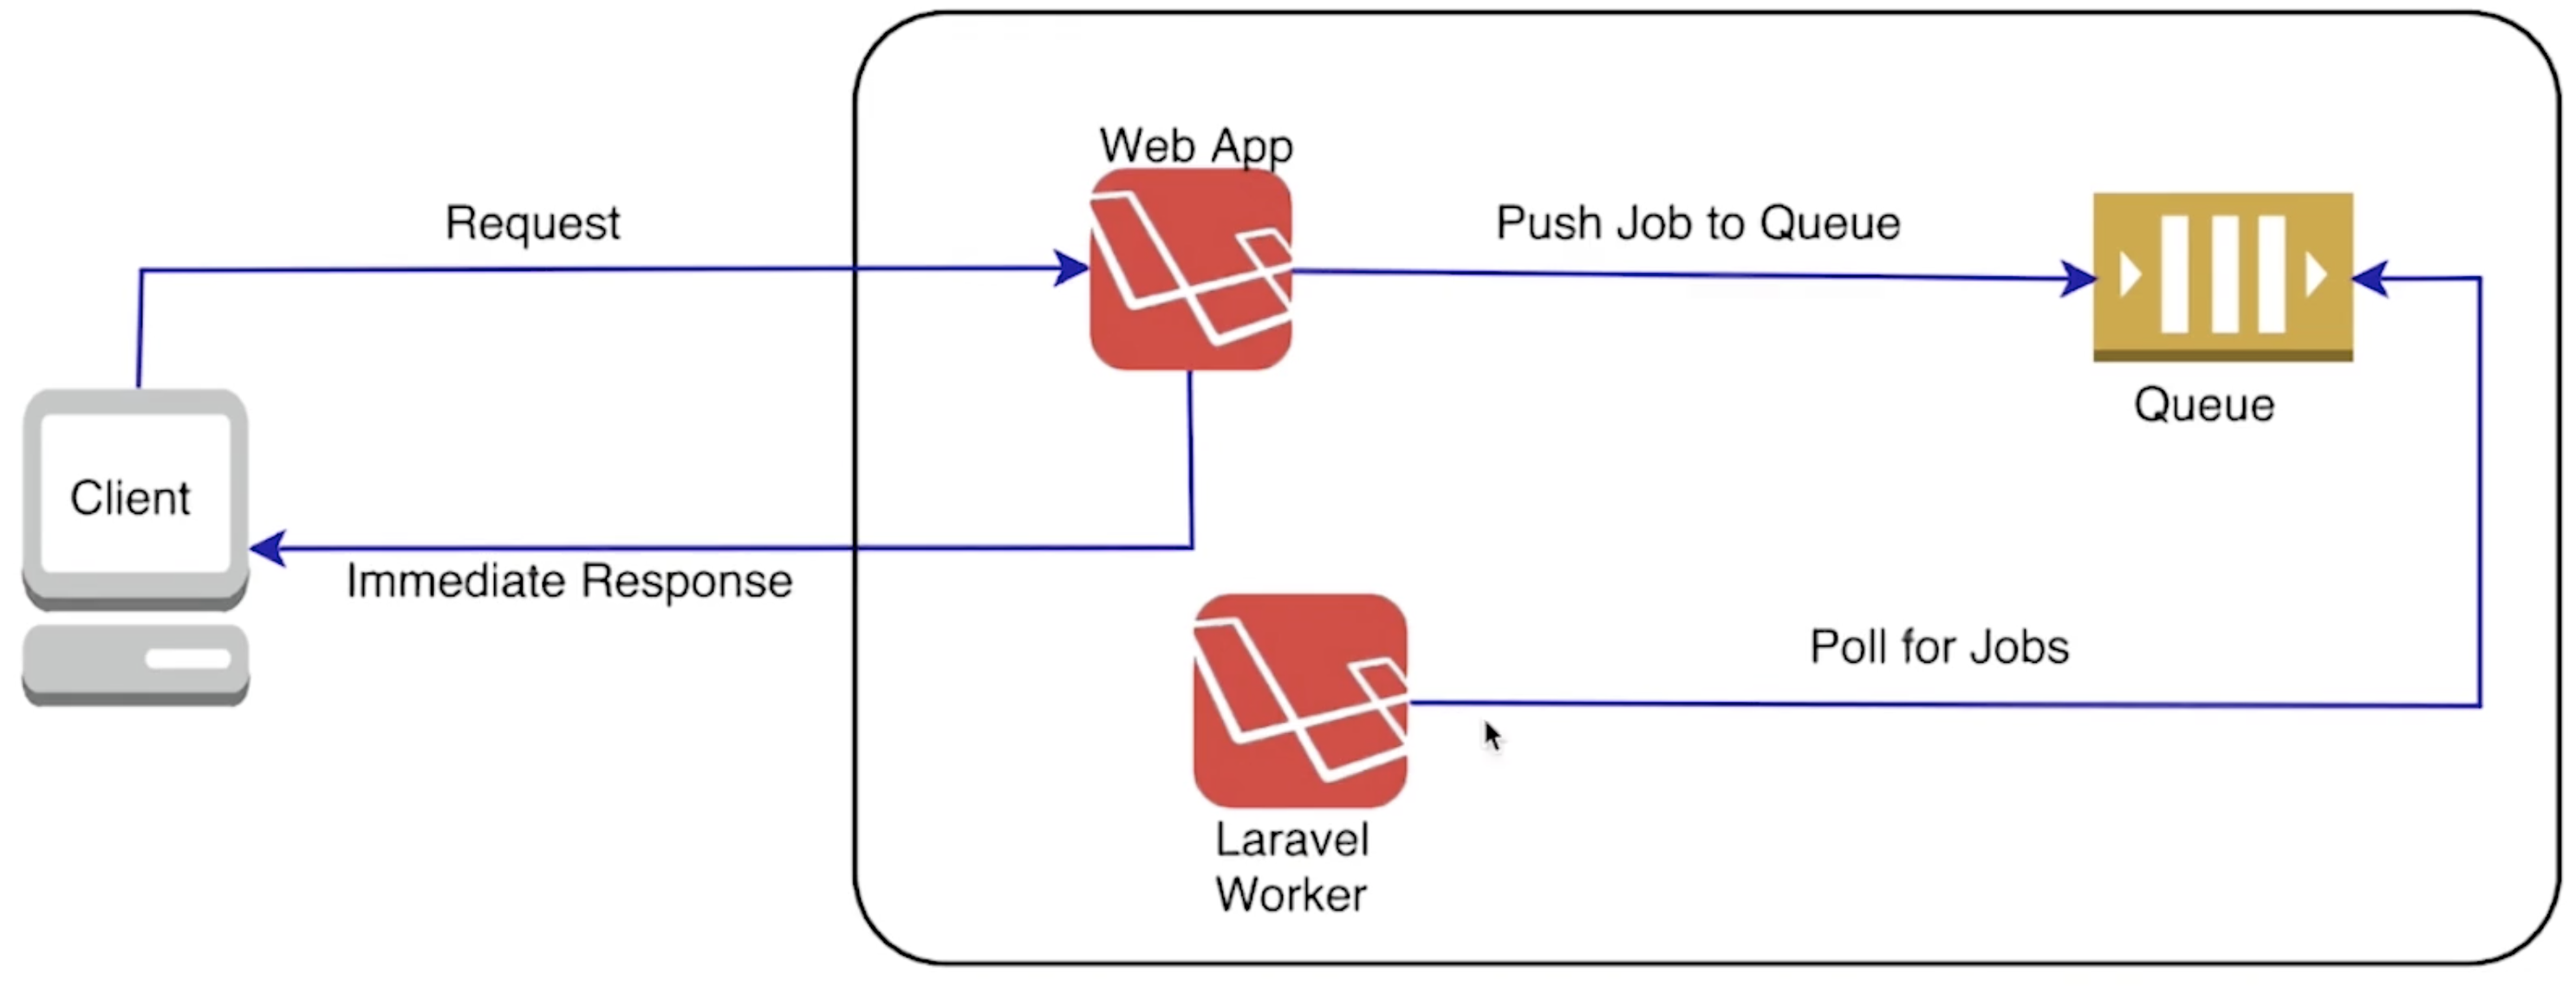 Web App
Request
Push Job to Queue
Queue
Client
Immediate Response
Poll for Jobs
Laravel
Worker